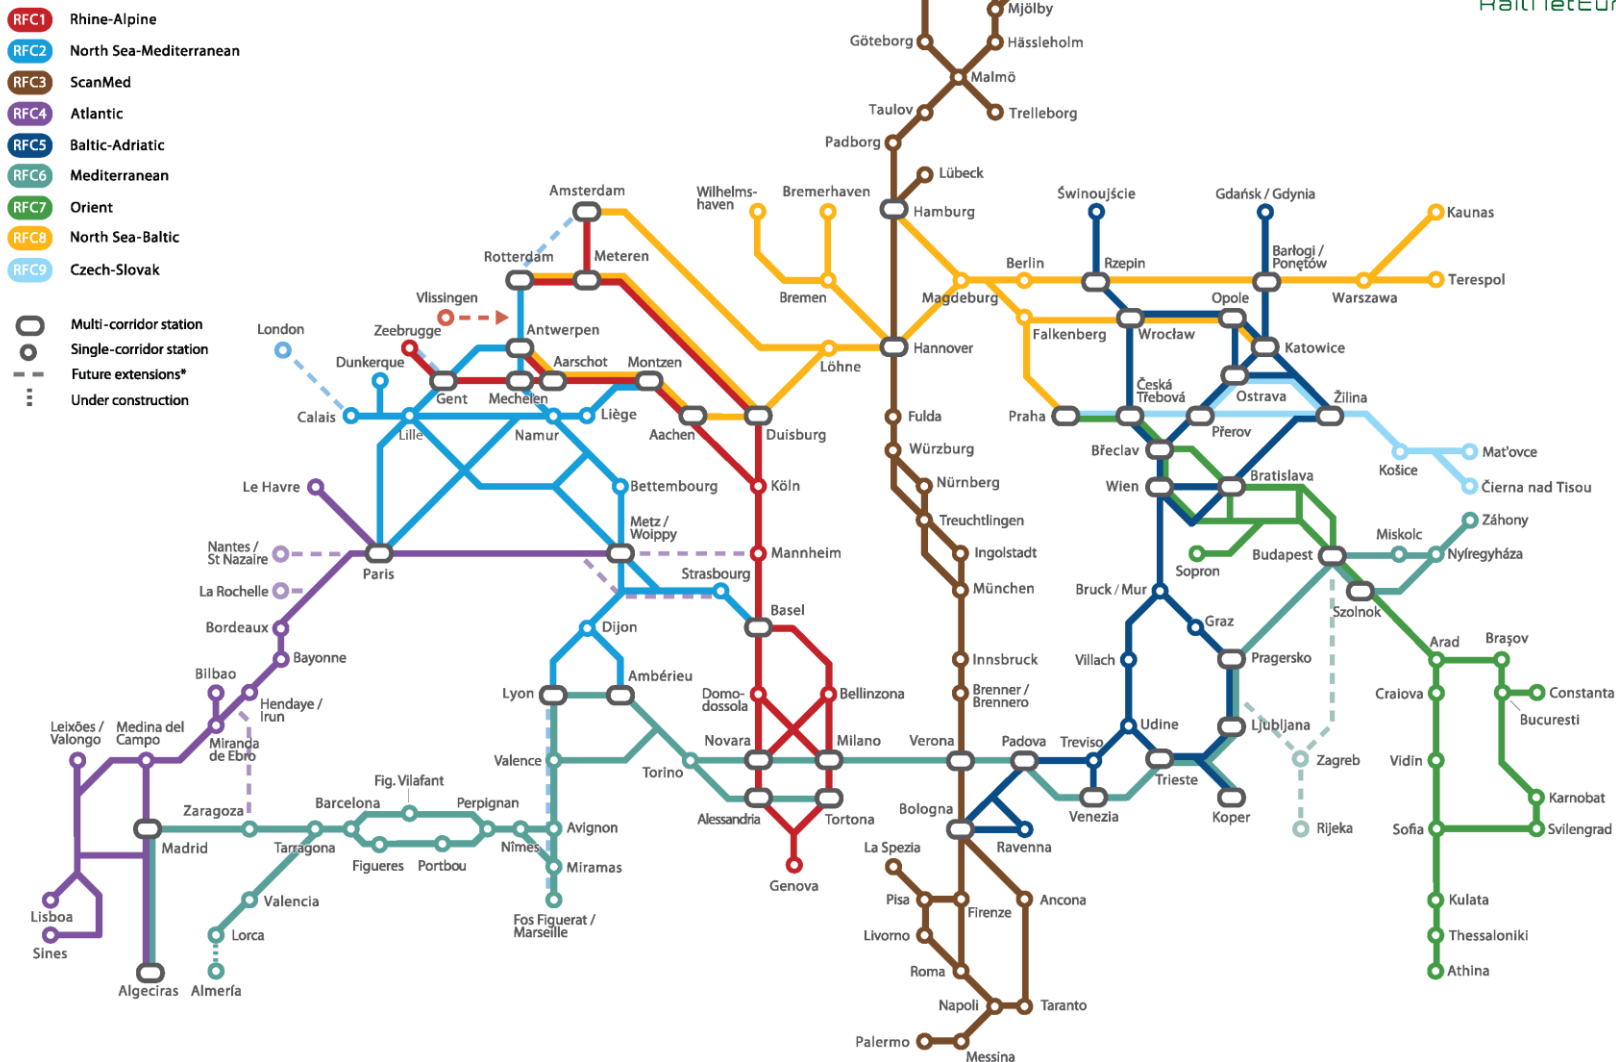 RFC1 Rhine-Alpine
RFC2 North Sea-Mediterranean
RFC3 ScanMed
RFC4 Atlantic
RFC5 Baltic-Adriatic
RFC6 Mediterranean
RFC7 Orient
RFC8 North Sea-Baltic
RFC9 Czech-Slovak
Multi-corridor station
Single-corridor station
Future extensions*
Under construction
RailNetEur
Mjölby
Göteborg
Hässleholm
Malmö
Taulov
Trelleborg
Padborg
Lübeck
Amsterdam
Wilhelms-
haven
Bremerhaven
Hamburg
Świnoujście
Gdańsk / Gdynia
Kaunas
Rotterdam
Meteren
Bremen
Magdeburg
Berlin
Rzepin
Barłogi /
Ponętów
Warszawa
Terespol
Vlissingen
London
Zeebrugge
Antwerpen
Dunkerque
Aarschot
Montzen
Löhne
Hannover
Falkenberg
Wrocław
Opole
Katowice
Calais
Gent
Mechelen
Lille
Namur
Liège
Aachen
Duisburg
Fulda
Praha
Česká
Třebová
Ostrava
Přerov
Žilina
Würzburg
Břeclav
Košice
Mat'ovce
Le Havre
Bettembourg
Köln
Nürnberg
Wien
Bratislava
Čierna nad Tisou
Metz /
Woippy
Treuchtlingen
Záhony
Nantes /
St Nazaire
Paris
Mannheim
Ingolstadt
Sopron
Budapest
Miskolc
Nyíregyháza
La Rochelle
Strasbourg
München
Bruck / Mur
Szolnok
Bordeaux
Dijon
Basel
Graz
Arad
Braşov
Bayonne
Innsbruck
Villach
Pragersko
Bilbao
Hendaye /
Irun
Lyon
Ambérieu
Domo-
dossola
Bellinzona
Brenner /
Brennero
Craiova
Constanta
Bucuresti
Leixões /
Valongo
Medina del
Campo
Miranda
de Ebro
Udine
Ljubljana
Valence
Torino
Novara
Milano
Verona
Padova
Treviso
Trieste
Zagreb
Vidin
Zaragoza
Fig. Vilafant
Barcelona
Perpignan
Alessandria
Tortona
Bologna
Venezia
Koper
Karnobat
Madrid
Tarragona
Figueres
Portbou
Nîmes
Avignon
Ravenna
Rijeka
Sofia
Svilengrad
Miramas
Genova
La Spezia
Lisboa
Valencia
Fos Figuerat /
Marseille
Pisa
Firenze
Ancona
Kulata
Sines
Lorca
Livorno
Thessaloniki
Algeciras
Almería
Roma
Athina
Napoli
Taranto
Palermo
Messina